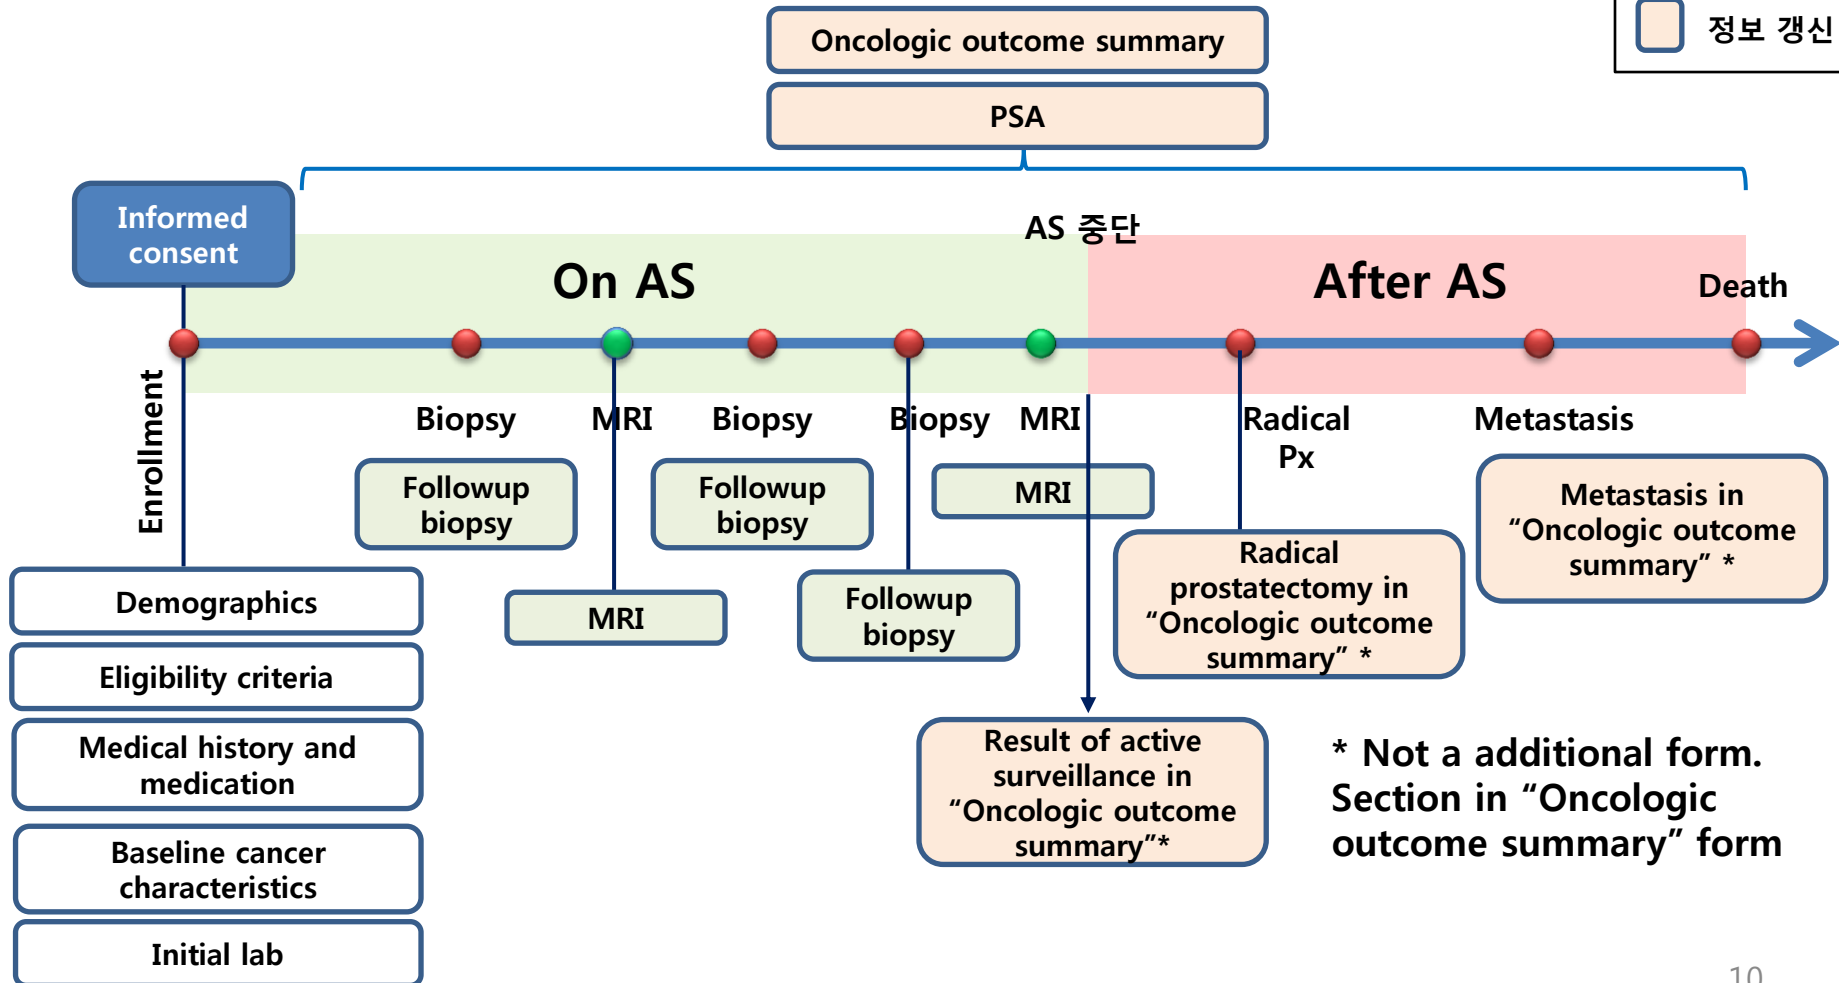 Oncologic outcome summary
정보 갱신
PSA
Informed
consent
AS 중단
On AS
After AS
Death
Enrollment
Biopsy
MRI
Biopsy
Biopsy
MRI
Radical
Px
Metastasis
Followup
biopsy
Followup
biopsy
MRI
Metastasis in
“Oncologic outcome
summary” *
Radical
prostatectomy in
“Oncologic outcome
summary” *
Demographics
MRI
Followup
biopsy
Eligibility criteria
Medical history and
medication
Result of active
surveillance in
“Oncologic outcome
summary”*
* Not a additional form.
Section in “Oncologic
outcome summary” form
Baseline cancer
characteristics
Initial lab
10